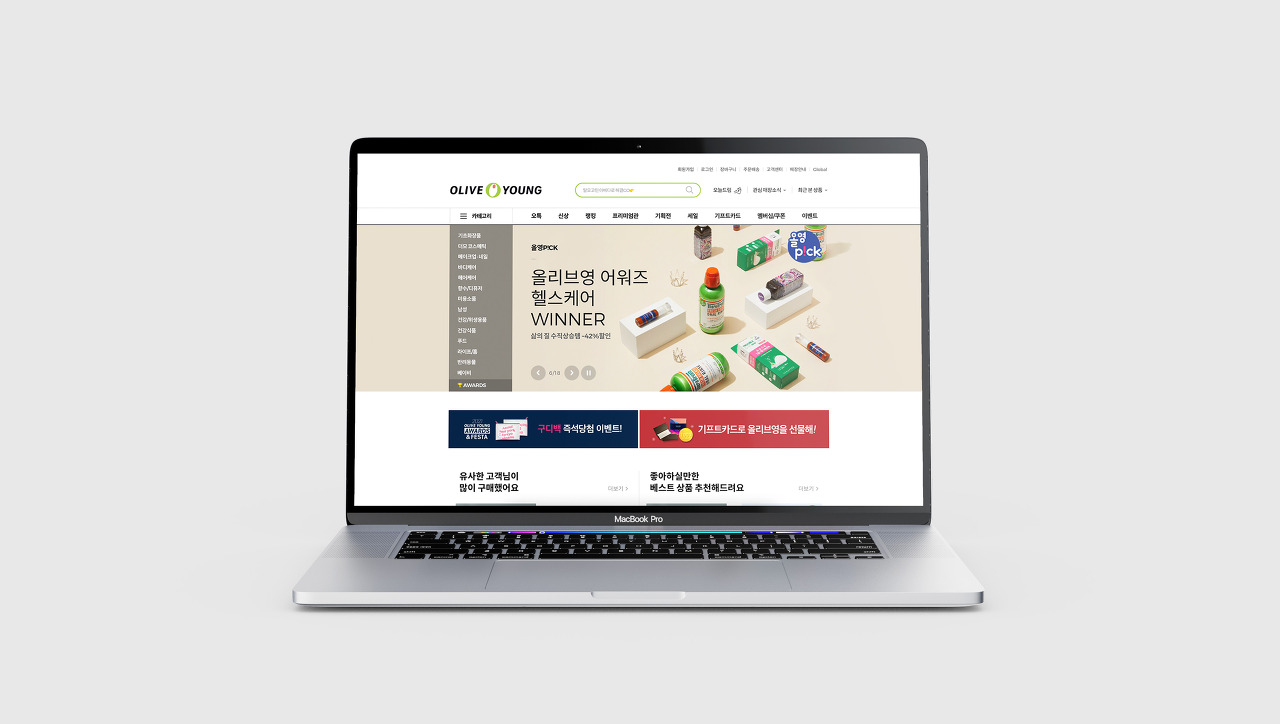 회원가입 로그인 장바구니 주문배송 고객센터 매장안내 Global
OLIVE YOUNG
오늘드림 관심 매장소식 최근 본 상품
카테고리 오특 신상 랭킹 프리미엄관 기획전 세일 기프트카드 멤버십/쿠폰 이벤트
기초화장품
더모 코스메틱
메이크업 · 네일
바디케어
헤어케어
향수/디퓨저
미용소품
남성
건강/위생용품
건강식품
푸드
라이프/홈
반려동물
베이비
AWARDS
올영P!CK
올리브영 어워즈
헬스케어
WINNER
삶의 질 수직상승템 ~42%할인
6/18
올영
p!ck
OLIVE YOUNG
AWARDS
& FESTA
구디백 즉석당첨 이벤트!
기프트카드로 올리브영을 선물해!
유사한 고객님이
많이 구매했어요
더보기
좋아하실만한
베스트 상품 추천해드려요
더보기
MacBook Pro